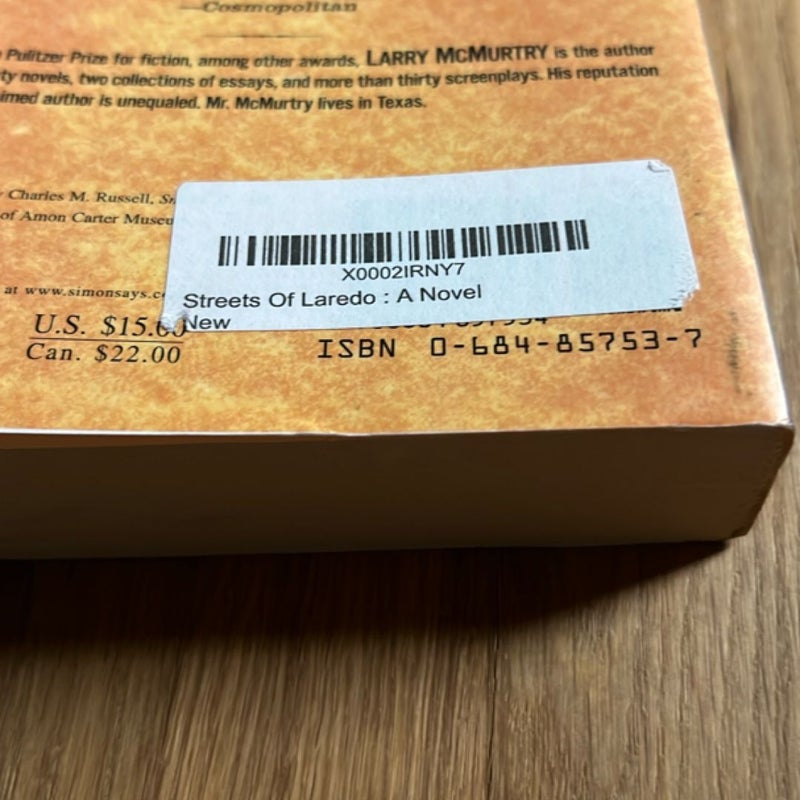 —Cosmopolitan
Pulitzer Prize for fiction, among other awards, LARRY MCMURTRY is the author
ty novels, two collections of essays, and more than thirty screenplays. His reputation
imed author is unequaled. Mr. McMurtry lives in Texas.
Charles M. Russell,
of Amon Carter Museu
X0002IRNY7
at www.simonsays.c
Streets Of Laredo : A Novel
New
U.S. $15.00
Can. $22.00
ISBN 0-684-85753-7